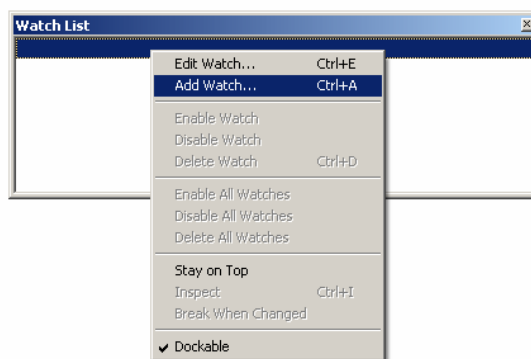 Watch List
Edit Watch... Ctrl+E
Add Watch... Ctrl+A
Enable Watch
Disable Watch
Delete Watch Ctrl+D
Enable All Watches
Disable All Watches
Delete All Watches
Stay on Top
Inspect Ctrl+I
Break When Changed
Dockable